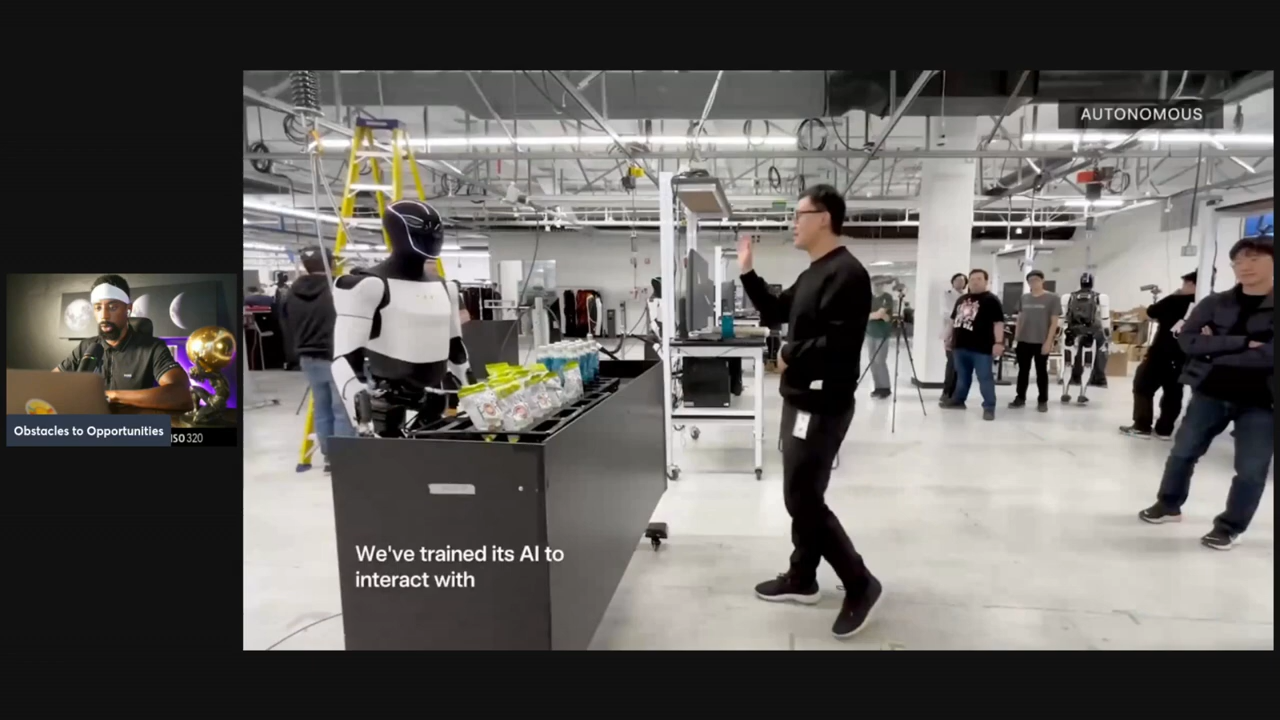 AUTONOMOUS
Obstacles to Opportunities
ISO 320
We've trained its AI to
interact with